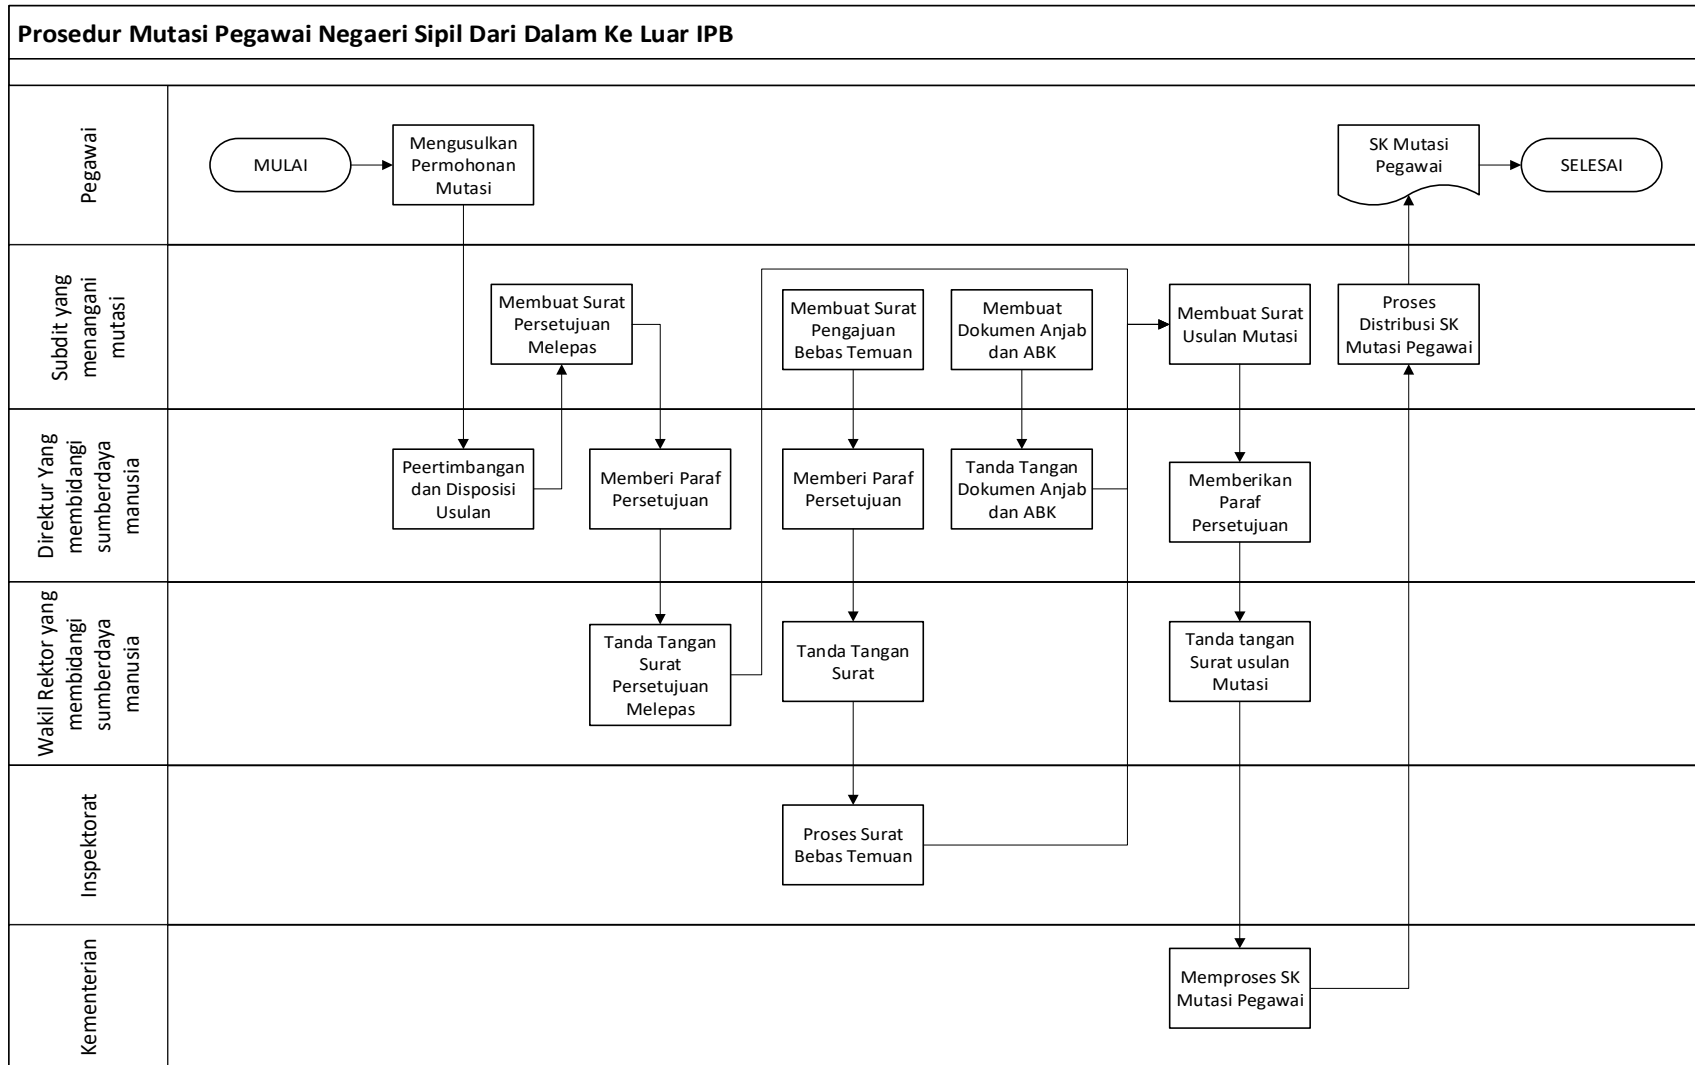 Prosedur Mutasi Pegawai Negaeri Sipil Dari Dalam Ke Luar IPB
Pegawai
MULAI
Mengusulkan
Permohonan
Mutasi
SK Mutasi
Pegawai
SELESAI
Subdit yang
menangani
mutasi
Membuat Surat
Persetujuan
Melepas
Membuat Surat
Pengajuan
Bebas Temuan
Membuat
Dokumen Anjab
dan ABK
Membuat Surat
Usulan Mutasi
Proses
Distribusi SK
Mutasi Pegawai
Direktur Yang
membidangi
sumberdaya
manusia
Peertimbangan
dan Disposisi
Usulan
Memberi Paraf
Persetujuan
Memberi Paraf
Persetujuan
Tanda Tangan
Dokumen Anjab
dan ABK
Memberikan
Paraf
Persetujuan
Wakil Rektor yang
membidangi
sumberdaya
manusia
Tanda Tangan
Surat
Persetujuan
Melepas
Tanda Tangan
Surat
Tanda tangan
Surat usulan
Mutasi
Inspektorat
Proses Surat
Bebas Temuan
Kementerian
Memproses SK
Mutasi Pegawai